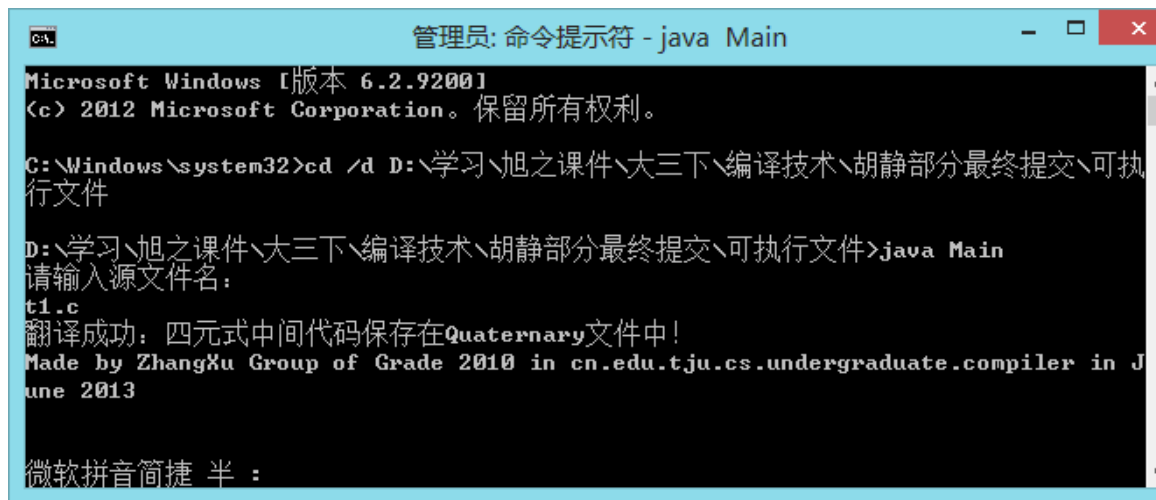 管理员: 命令提示符 - java  Main
Microsoft Windows [版本 6.2.9200]
(c) 2012 Microsoft Corporation。保留所有权利。
C:\Windows\system32>cd /d D:\学习\旭之课件\大三下\编译技术\胡静部分最终提交\可执
行文件
D:\学习\旭之课件\大三下\编译技术\胡静部分最终提交\可执行文件>java Main
请输入源文件名：
t1.c
翻译成功：四元式中间代码保存在Quaternary文件中！
Made by ZhangXu Group of Grade 2010 in cn.edu.tju.cs.undergraduate.compiler in J
une 2013
微软拼音简捷 半 :